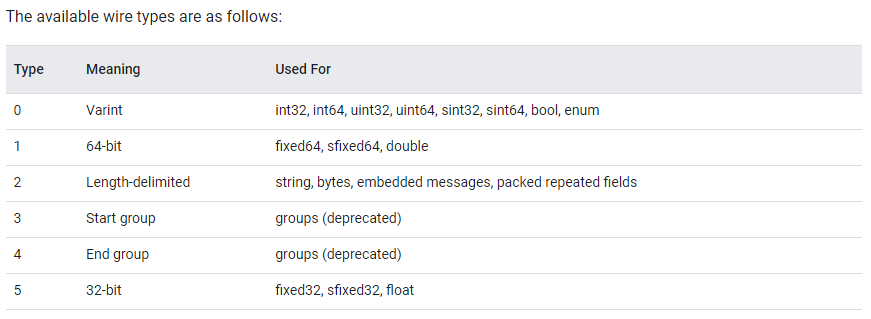 The available wire types are as follows:
Type Meaning Used For
0 Varint int32, int64, uint32, uint64, sint32, sint64, bool, enum
1 64-bit fixed64, sfixed64, double
2 Length-delimited string, bytes, embedded messages, packed repeated fields
3 Start group groups (deprecated)
4 End group groups (deprecated)
5 32-bit fixed32, sfixed32, float